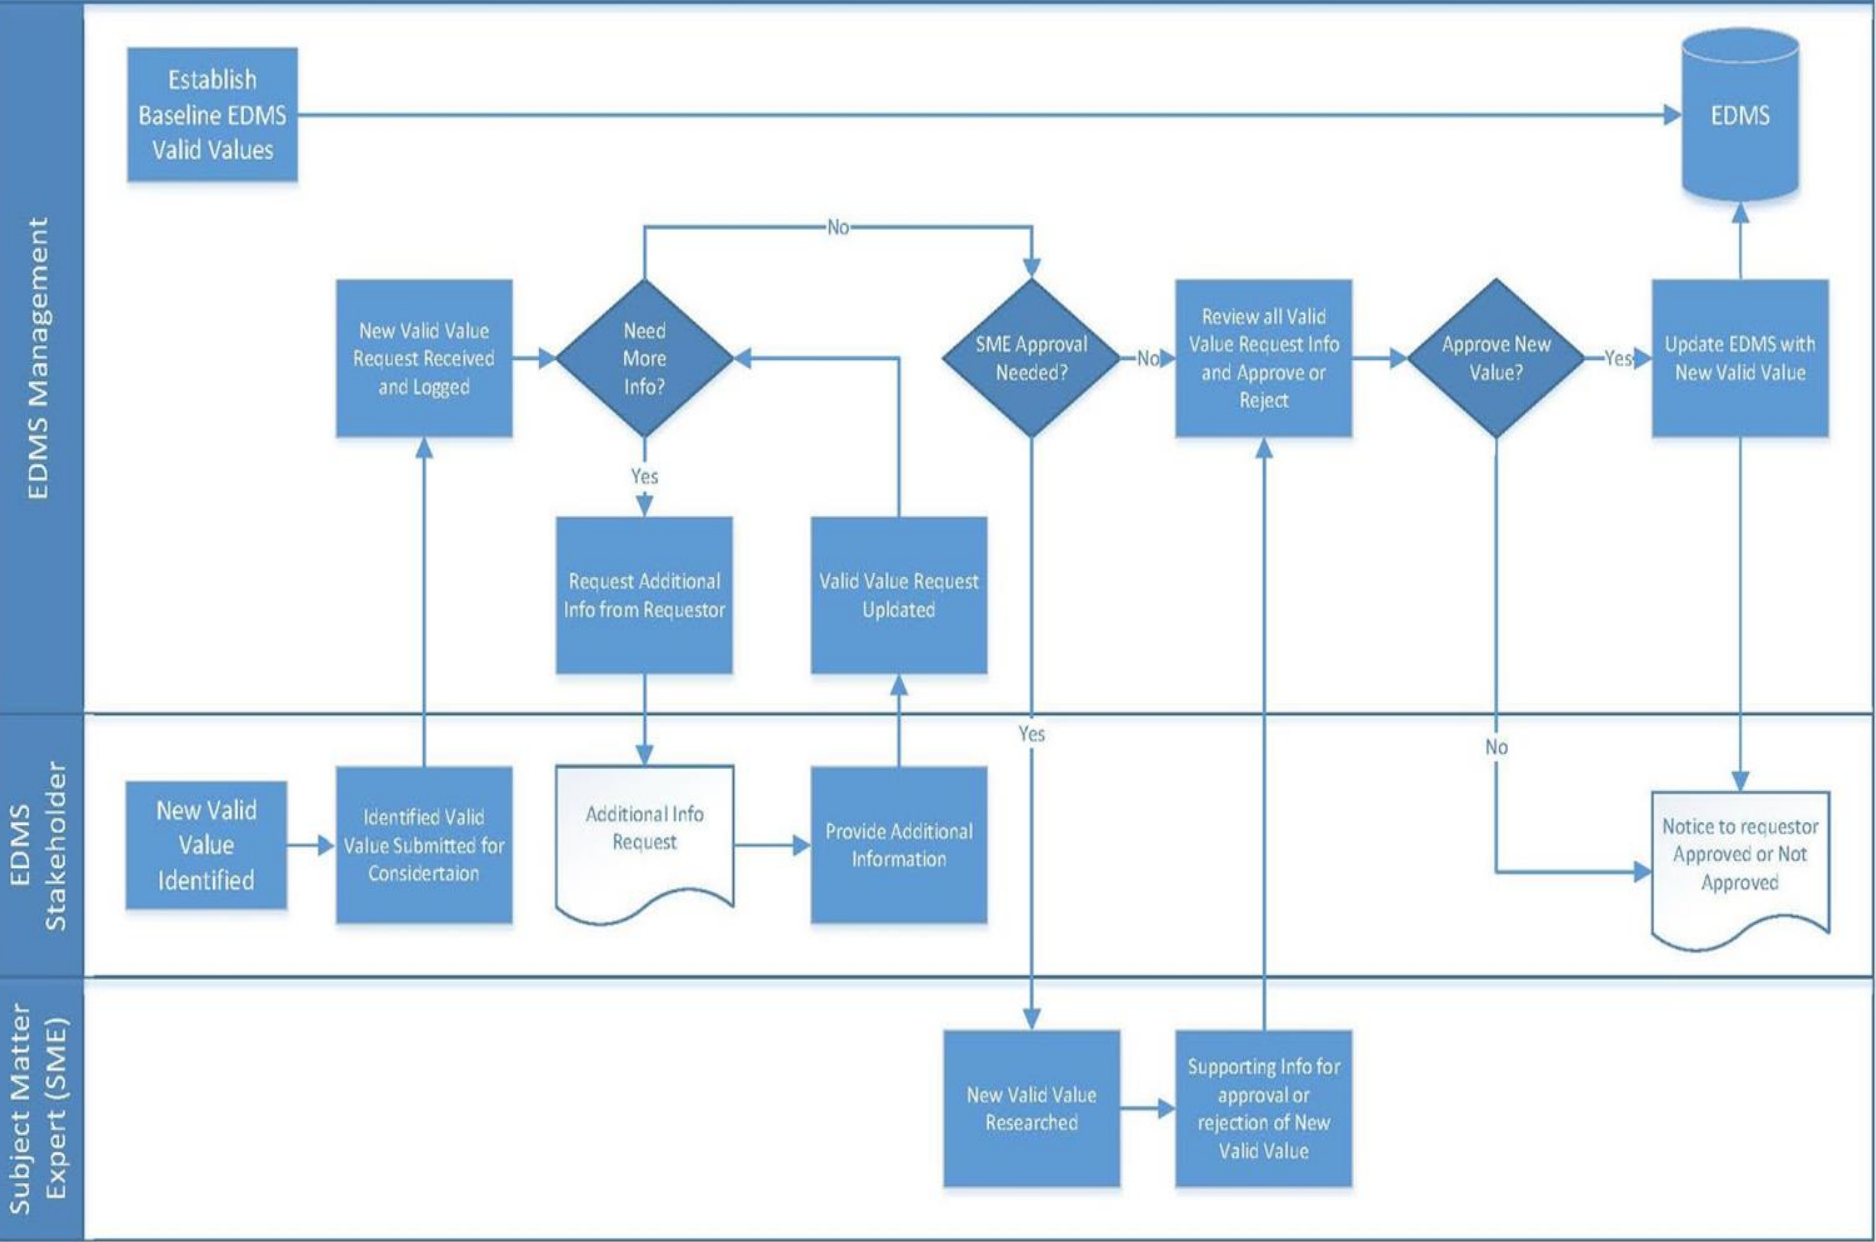 EDMS Management
Establish
Baseline EDMS
Valid Values
EDMS
No
New Valid Value
Request Received
and Logged
Need
More
Info?
SME Approval
Needed?
No
Review all Valid
Value Request Info
and Approve or
Reject
Approve New
Value?
Yes
Update EDMS with
New Valid Value
Yes
Request Additional
Info from Requestor
Valid Value Request
Upldated
EDMS
Stakeholder
New Valid
Value
Identified
Identified Valid
Value Submitted for
Considertaion
Additional Info
Request
Provide Additional
Information
Yes
No
Notice to requestor
Approved or Not
Approved
Subject Matter
Expert (SME)
New Valid Value
Researched
Supporting Info for
approval or
rejection of New
Valid Value